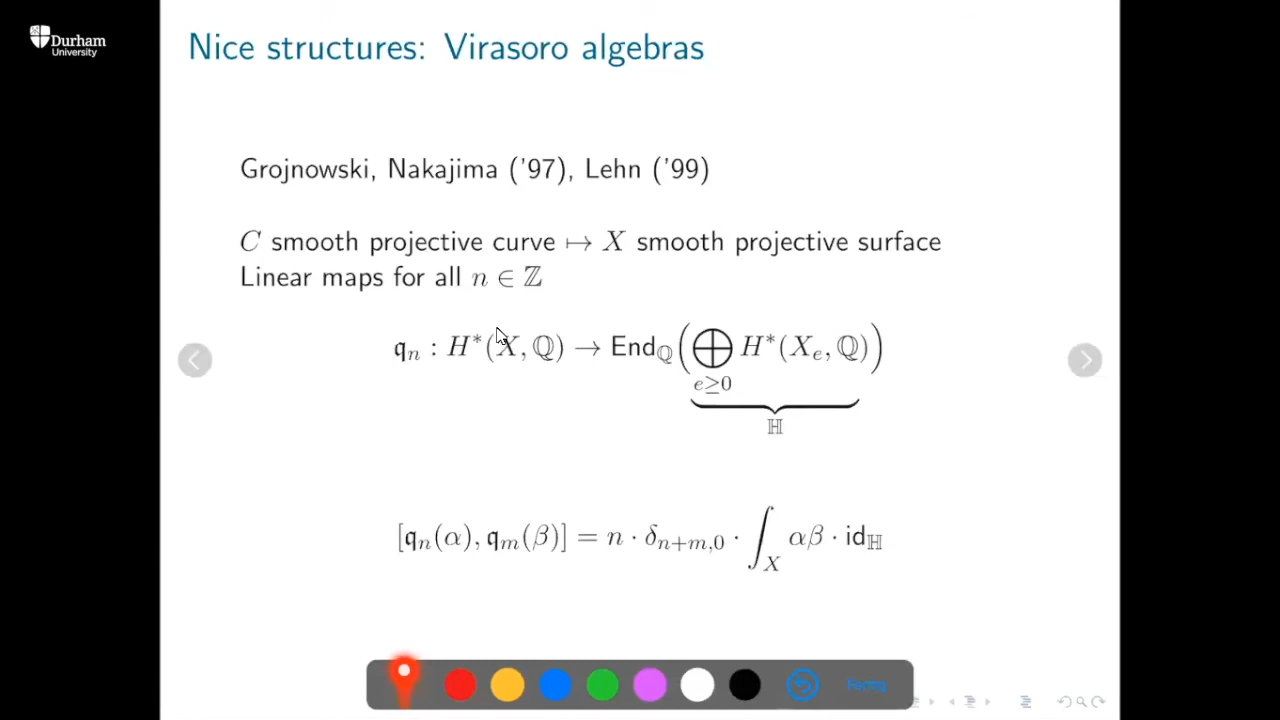 Durham
University
Nice structures: Virasoro algebras
Grojnowski, Nakajima ('97), Lehn ('99)
C smooth projective curve ↦ X smooth projective surface
Linear maps for all n ∈ ℤ
𝔮ₙ : H*(X, ℚ) → End_ℚ(⨁_{e≥0} H*(X_e, ℚ))
ℍ
[𝔮ₙ(α), 𝔮ₘ(β)] = n · δ_{n+m,0} · ∫_X αβ · id_ℍ
Fertig